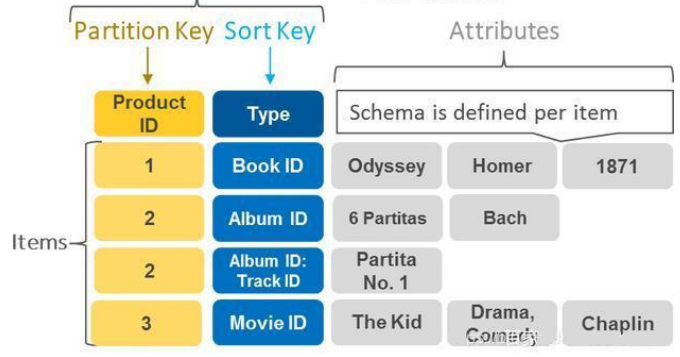 Partition Key Sort Key Attributes
Product ID Type Schema is defined per item
Items
1 Book ID Odyssey Homer 1871
2 Album ID 6 Partitas Bach
2 Album ID: Track ID Partita No. 1
3 Movie ID The Kid Drama, Comedy Chaplin